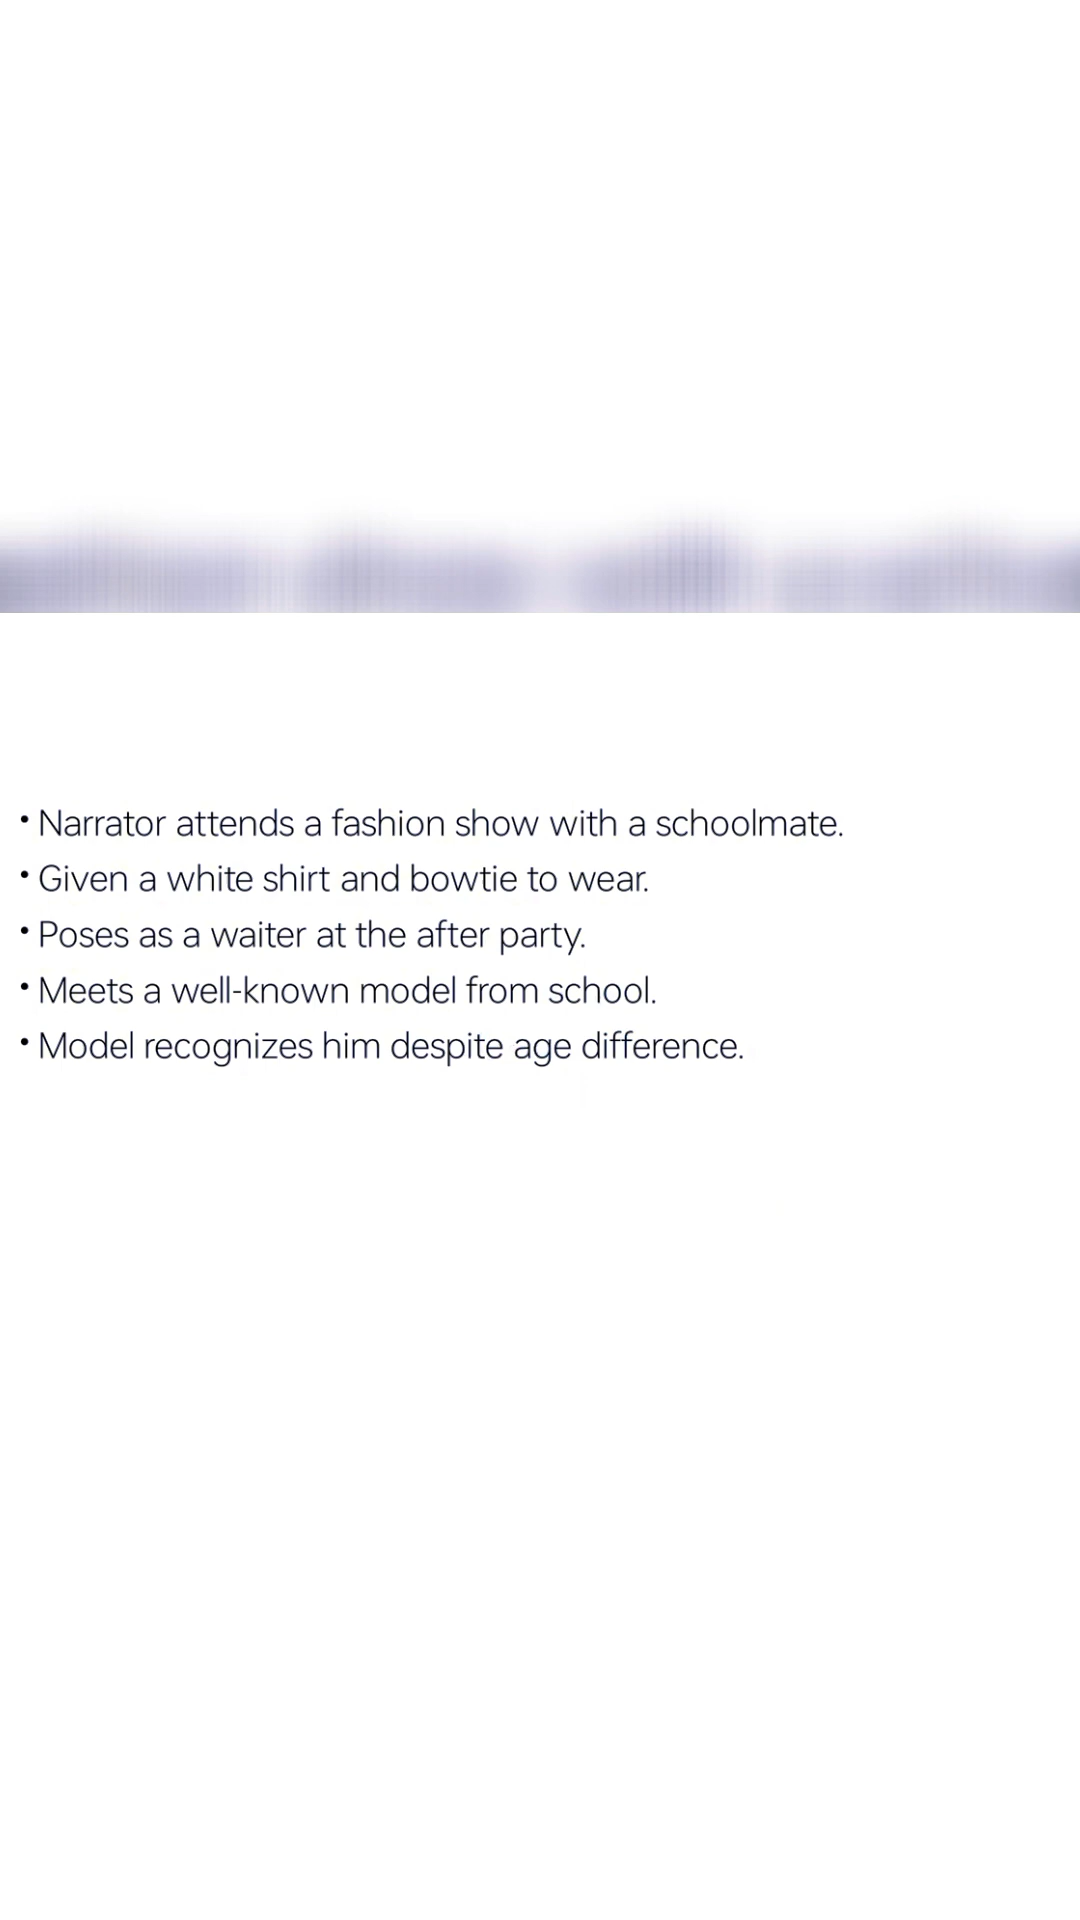 • Narrator attends a fashion show with a schoolmate.
• Given a white shirt and bowtie to wear.
• Poses as a waiter at the after party.
• Meets a well-known model from school.
• Model recognizes him despite age difference.